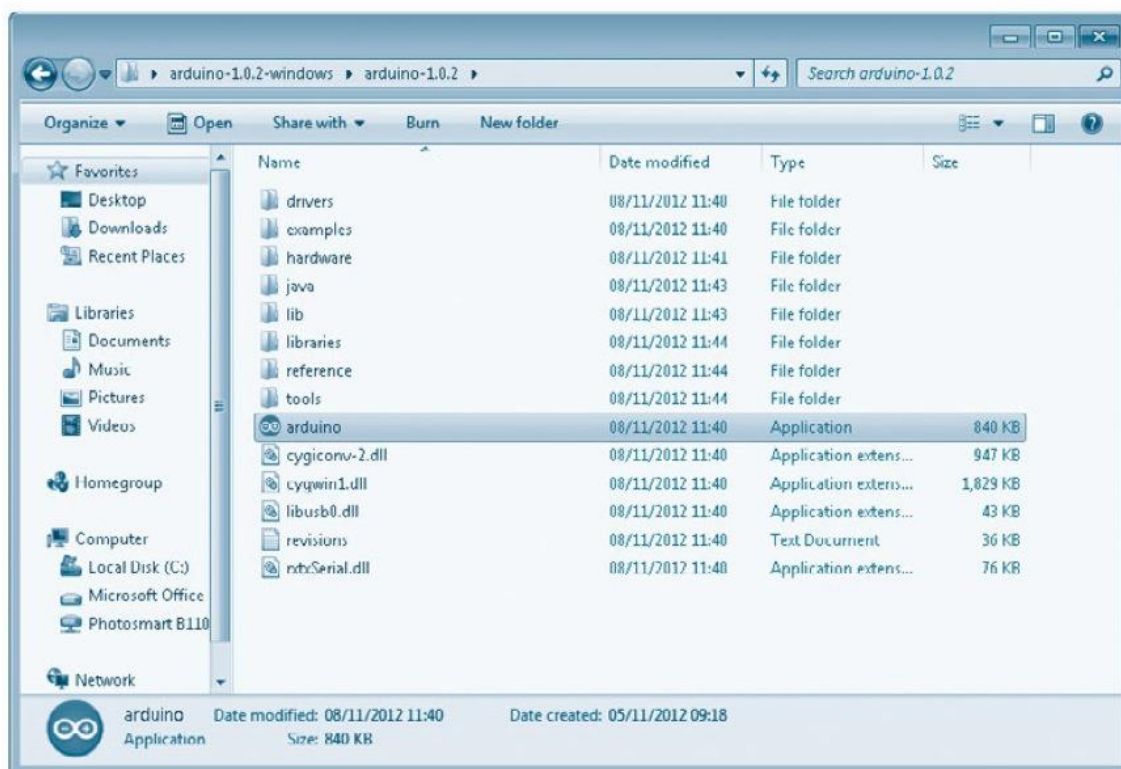 arduino-1.0.2-windows arduino-1.0.2 Search arduino-1.0.2
Organize Open Share with Burn New folder
Name Date modified Type Size
Favorites
Desktop
Downloads
Recent Places
Libraries
Documents
Music
Pictures
Videos
Homegroup
Computer
Local Disk (C:)
Microsoft Office
Photosmart B110
Network
drivers 08/11/2012 11:40 File folder
examples 08/11/2012 11:40 File folder
hardware 08/11/2012 11:41 File folder
java 08/11/2012 11:43 File folder
lib 08/11/2012 11:43 File folder
libraries 08/11/2012 11:44 File folder
reference 08/11/2012 11:44 File folder
tools 08/11/2012 11:44 File folder
arduino 08/11/2012 11:40 Application 840 KB
cygiconv-2.dll 08/11/2012 11:40 Application extens... 947 KB
cygwin1.dll 08/11/2012 11:40 Application extens... 1,829 KB
libusb0.dll 08/11/2012 11:40 Application extens... 43 KB
revisions 08/11/2012 11:40 Text Document 36 KB
rxtxSerial.dll 08/11/2012 11:40 Application extens... 76 KB
arduino Date modified: 08/11/2012 11:40 Date created: 05/11/2012 09:18
Application Size: 840 KB